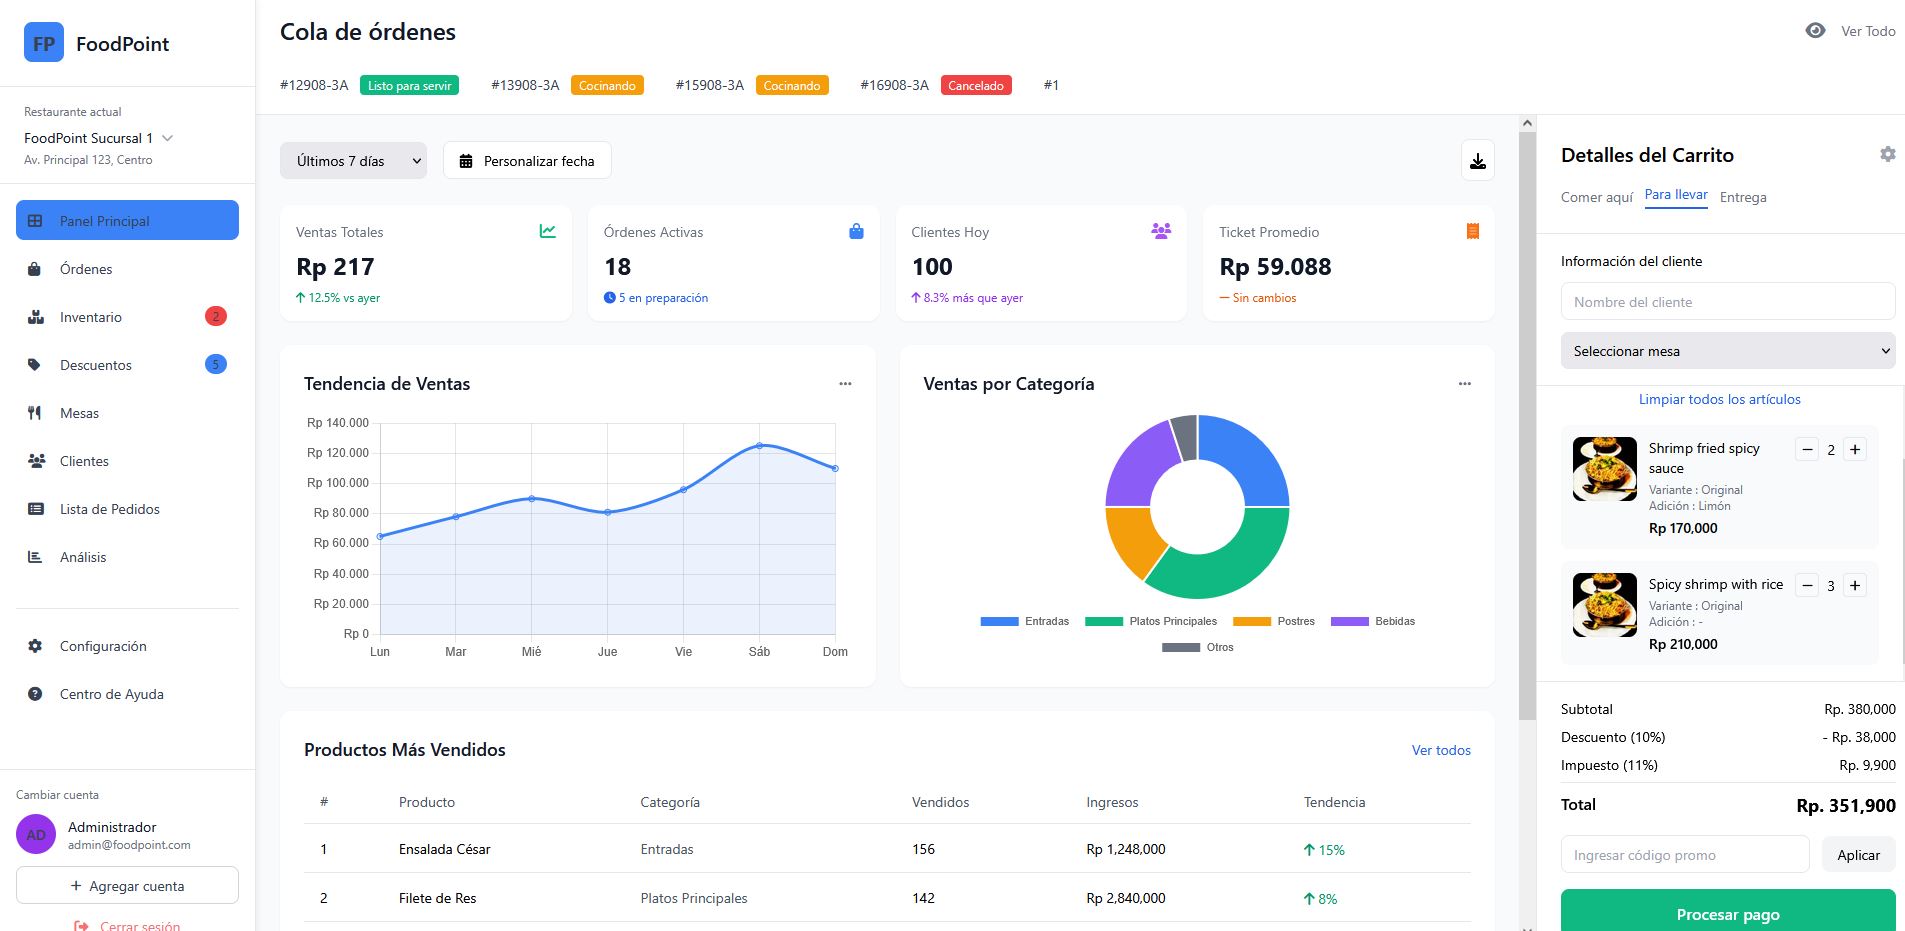 FP FoodPoint
Restaurante actual
FoodPoint Sucursal 1
Av. Principal 123, Centro
Panel Principal
Órdenes
Inventario 2
Descuentos 5
Mesas
Clientes
Lista de Pedidos
Análisis
Configuración
Centro de Ayuda
Cambiar cuenta
AD
Administrador
admin@foodpoint.com
+ Agregar cuenta
Cerrar sesión
Cola de órdenes
Ver Todo
#12908-3A Listo para servir #13908-3A Cocinando #15908-3A Cocinando #16908-3A Cancelado #1
Últimos 7 días Personalizar fecha
Ventas Totales
Rp 217
12.5% vs ayer
Órdenes Activas
18
5 en preparación
Clientes Hoy
100
8.3% más que ayer
Ticket Promedio
Rp 59.088
Sin cambios
Tendencia de Ventas
Rp 140.000
Rp 120.000
Rp 100.000
Rp 80.000
Rp 60.000
Rp 40.000
Rp 20.000
Rp 0
Lun Mar Mié Jue Vie Sáb Dom
Ventas por Categoría
Entradas Platos Principales Postres Bebidas
Otros
Productos Más Vendidos Ver todos
# Producto Categoría Vendidos Ingresos Tendencia
1 Ensalada César Entradas 156 Rp 1,248,000 15%
2 Filete de Res Platos Principales 142 Rp 2,840,000 8%
Detalles del Carrito
Comer aquí Para llevar Entrega
Información del cliente
Nombre del cliente
Seleccionar mesa
Limpiar todos los artículos
Shrimp fried spicy
sauce
− 2 +
Variante : Original
Adición : Limón
Rp 170,000
Spicy shrimp with rice − 3 +
Variante : Original
Adición : -
Rp 210,000
Subtotal Rp. 380,000
Descuento (10%) - Rp. 38,000
Impuesto (11%) Rp. 9,900
Total Rp. 351,900
Ingresar código promo Aplicar
Procesar pago